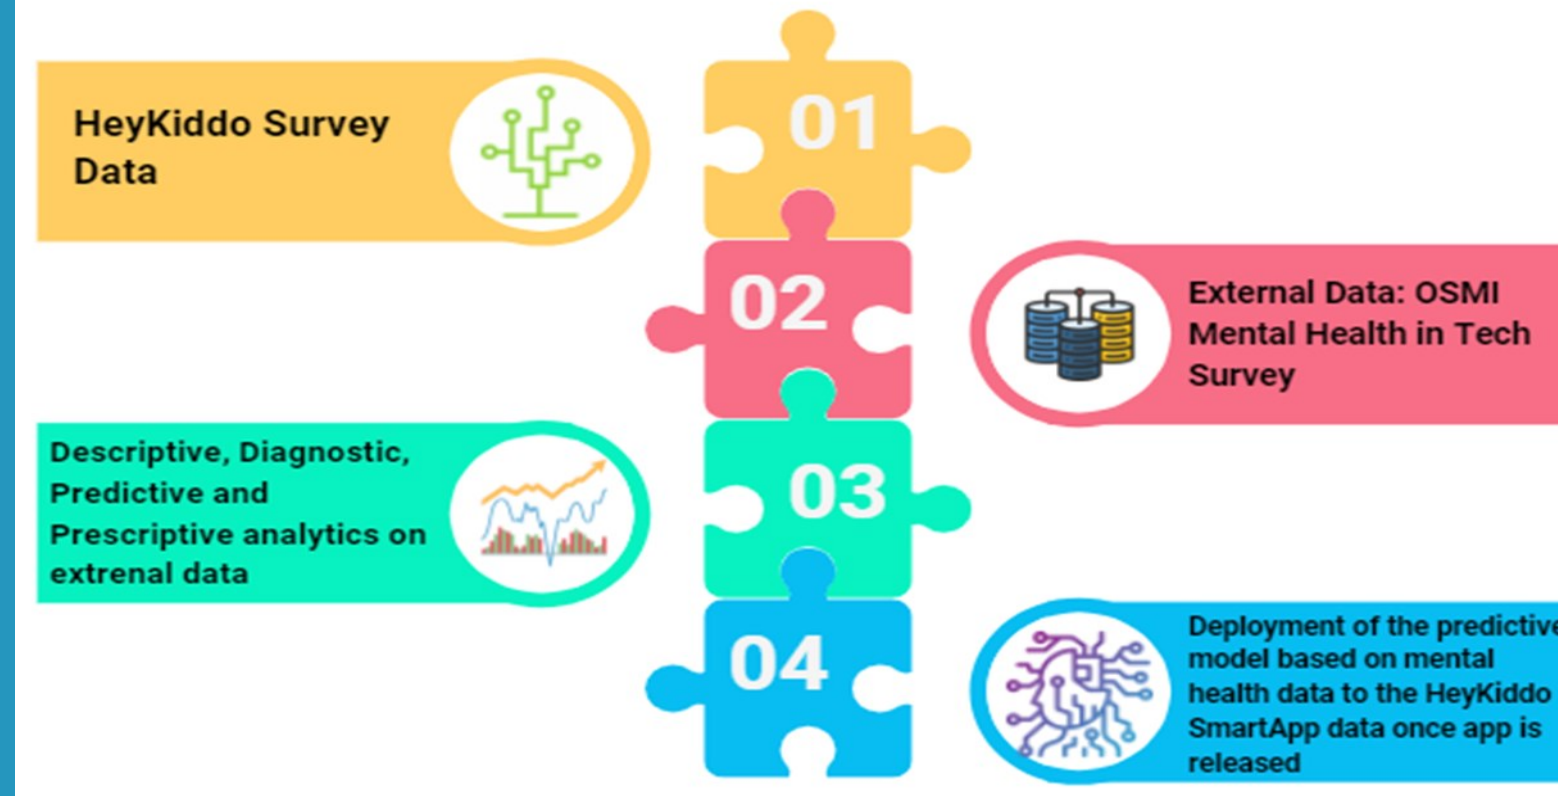 01
HeyKiddo Survey
Data
02
External Data: OSMI
Mental Health in Tech
Survey
03
Descriptive, Diagnostic,
Predictive and
Prescriptive analytics on
extrenal data
04
Deployment of the predictive
model based on mental
health data to the HeyKiddo
SmartApp data once app is
released